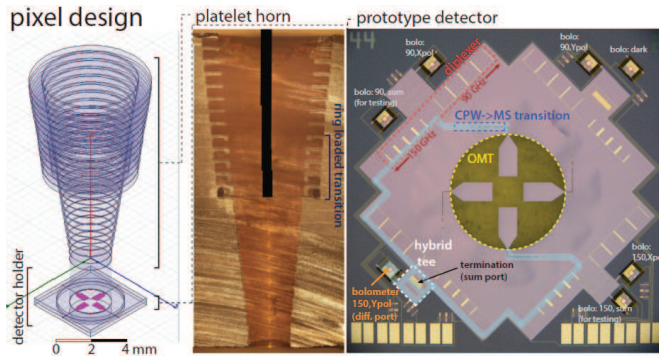 pixel design
platelet horn
prototype detector
44
bolo:
90,Xpol
bolo:
90,Ypol
bolo: dark
bolo: 90, sum
(for testing)
diplexer
90 GHz
150 GHz
CPW->MS transition
OMT
ring loaded transition
hybrid
tee
termination
(sum port)
bolometer
150,Ypol
(diff. port)
bolo:
150,Xpol
bolo: 150, sum
(for testing)
detector holder
0 2 4 mm